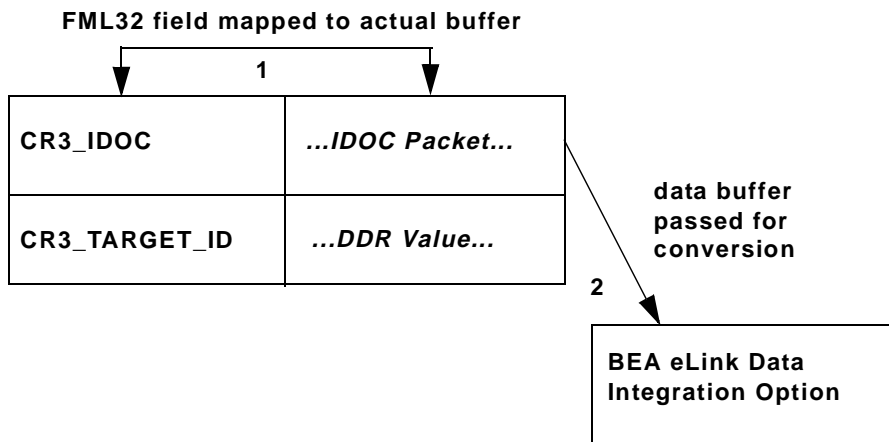 FML32 field mapped to actual buffer
1
CR3_IDOC
...IDOC Packet...
CR3_TARGET_ID
...DDR Value...
data buffer
passed for
conversion
2
BEA eLink Data
Integration Option